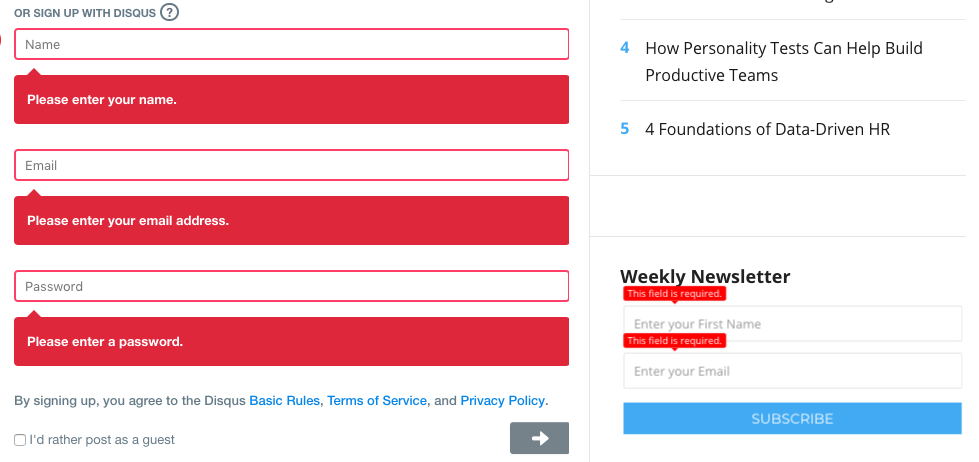 OR SIGN UP WITH DISQUS ?
Name
Please enter your name.
Email
Please enter your email address.
Password
Please enter a password.
By signing up, you agree to the Disqus Basic Rules, Terms of Service, and Privacy Policy.
I'd rather post as a guest
4 How Personality Tests Can Help Build
Productive Teams
5 4 Foundations of Data-Driven HR
Weekly Newsletter
This field is required.
Enter your First Name
This field is required.
Enter your Email
SUBSCRIBE